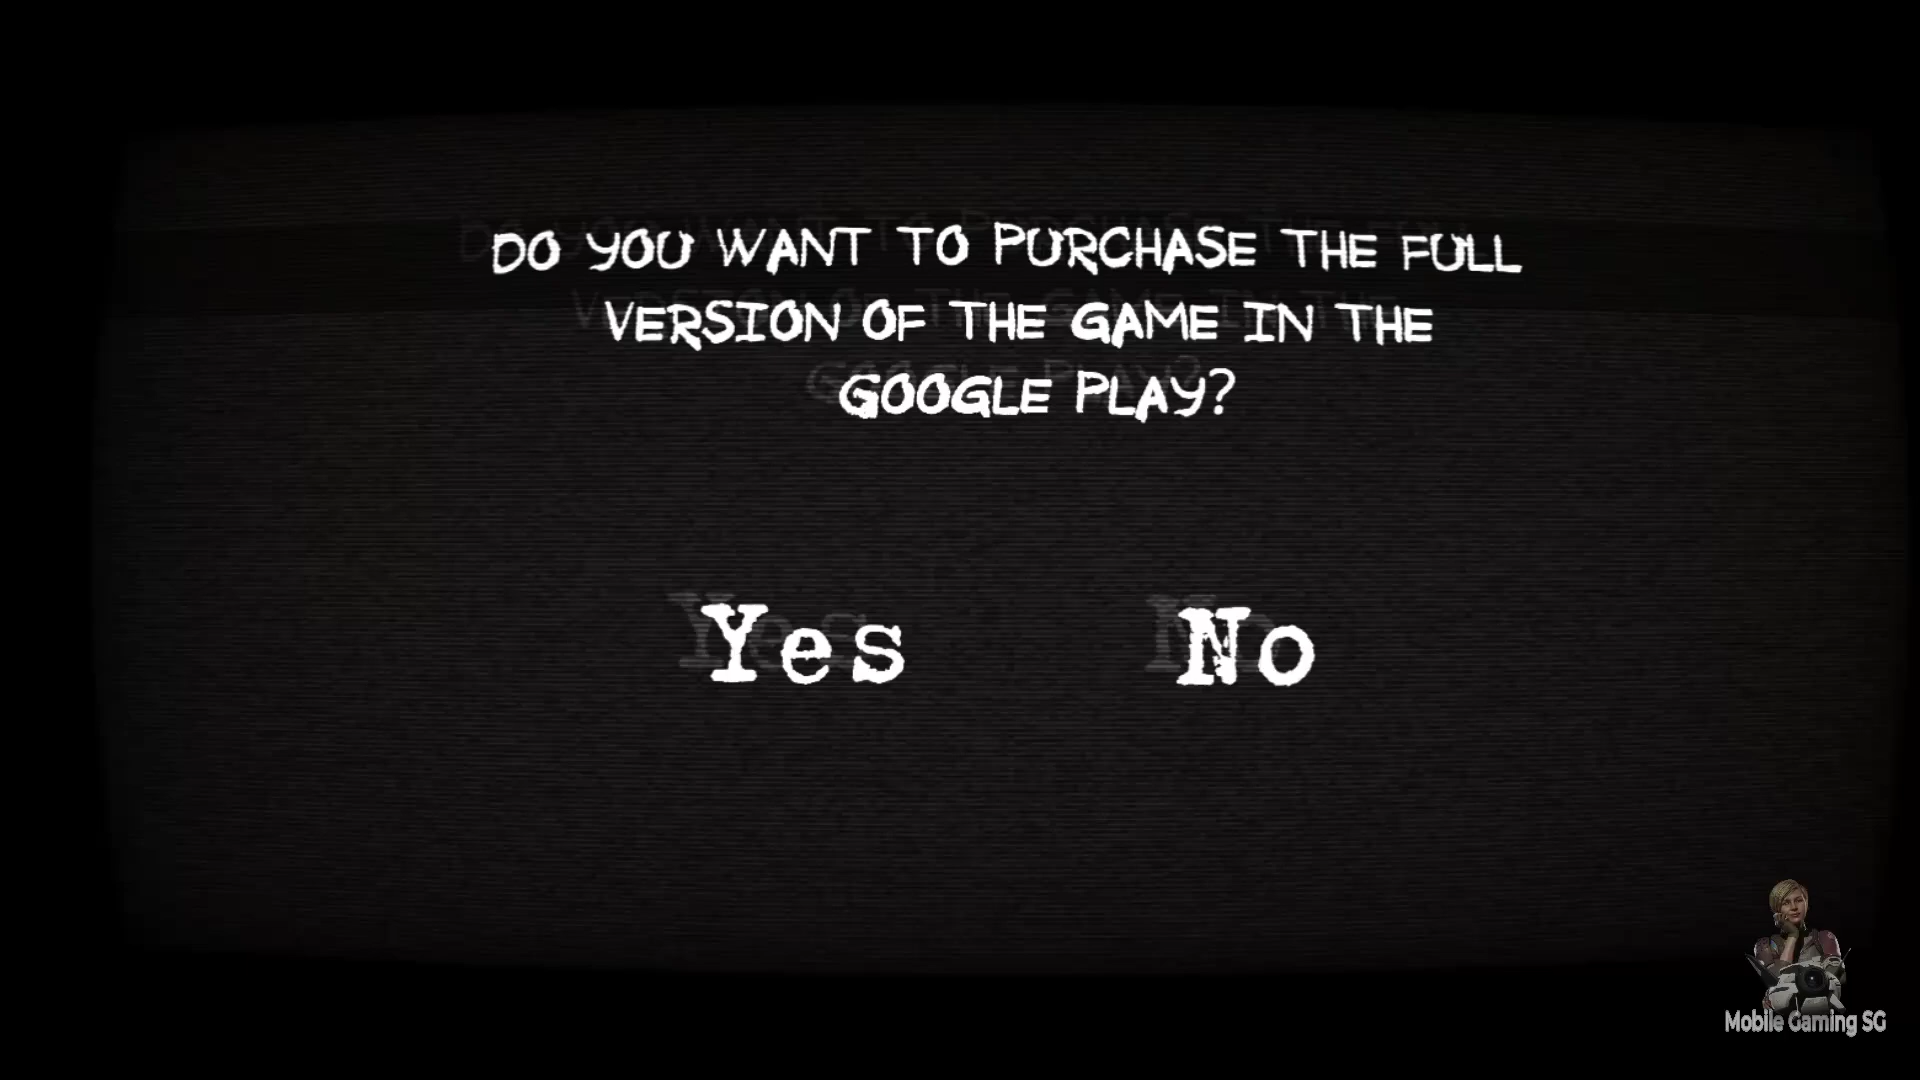 DO YOU WANT TO PURCHASE THE FULL
VERSION OF THE GAME IN THE
GOOGLE PLAY?
Yes No
Mobile Gaming SG